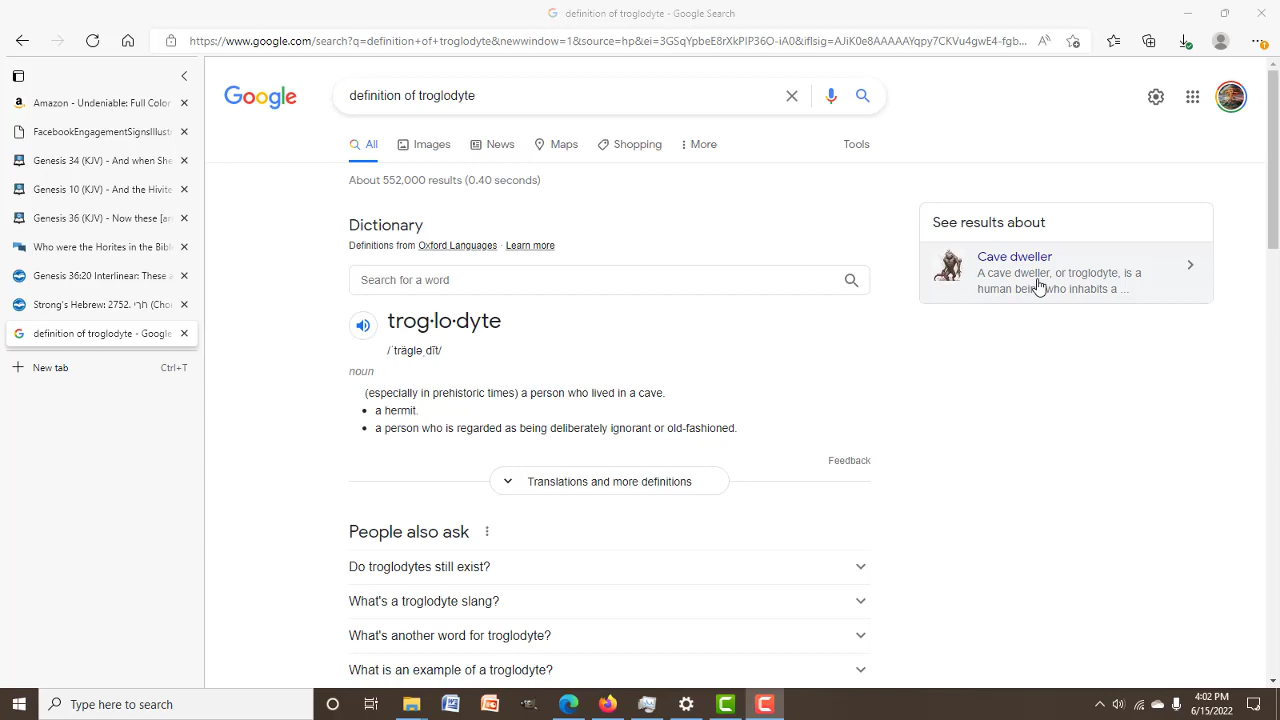 definition of troglodyte - Google Search
https://www.google.com/search?q=definition+of+troglodyte&newwindow=1&source=hp&ei=3GSqYpbeE8rXkPIP36O-iA0&iflsig=AJiK0e8AAAAAYqpy7CKVu4gwE4-fgb...
Amazon - Undeniable: Full Color
FacebookEngagementSignsIllustr
Genesis 34 (KJV) - And when She
Genesis 10 (KJV) - And the Hivite
Genesis 36 (KJV) - Now these [ar
Who were the Horites in the Bibl
Genesis 36:20 Interlinear: These a
Strong's Hebrew: 2752. חֹרִי (Cho
definition of troglodyte - Google
New tab
Ctrl+T
Google
definition of troglodyte
All
Images
News
Maps
Shopping
More
Tools
About 552,000 results (0.40 seconds)
Dictionary
Definitions from Oxford Languages · Learn more
Search for a word
trog·lo·dyte
/ˈträɡləˌdīt/
noun
(especially in prehistoric times) a person who lived in a cave.
• a hermit.
• a person who is regarded as being deliberately ignorant or old-fashioned.
Feedback
Translations and more definitions
People also ask
Do troglodytes still exist?
What's a troglodyte slang?
What's another word for troglodyte?
What is an example of a troglodyte?
See results about
Cave dweller
A cave dweller, or troglodyte, is a
human being who inhabits a ...
Type here to search
4:02 PM
6/15/2022